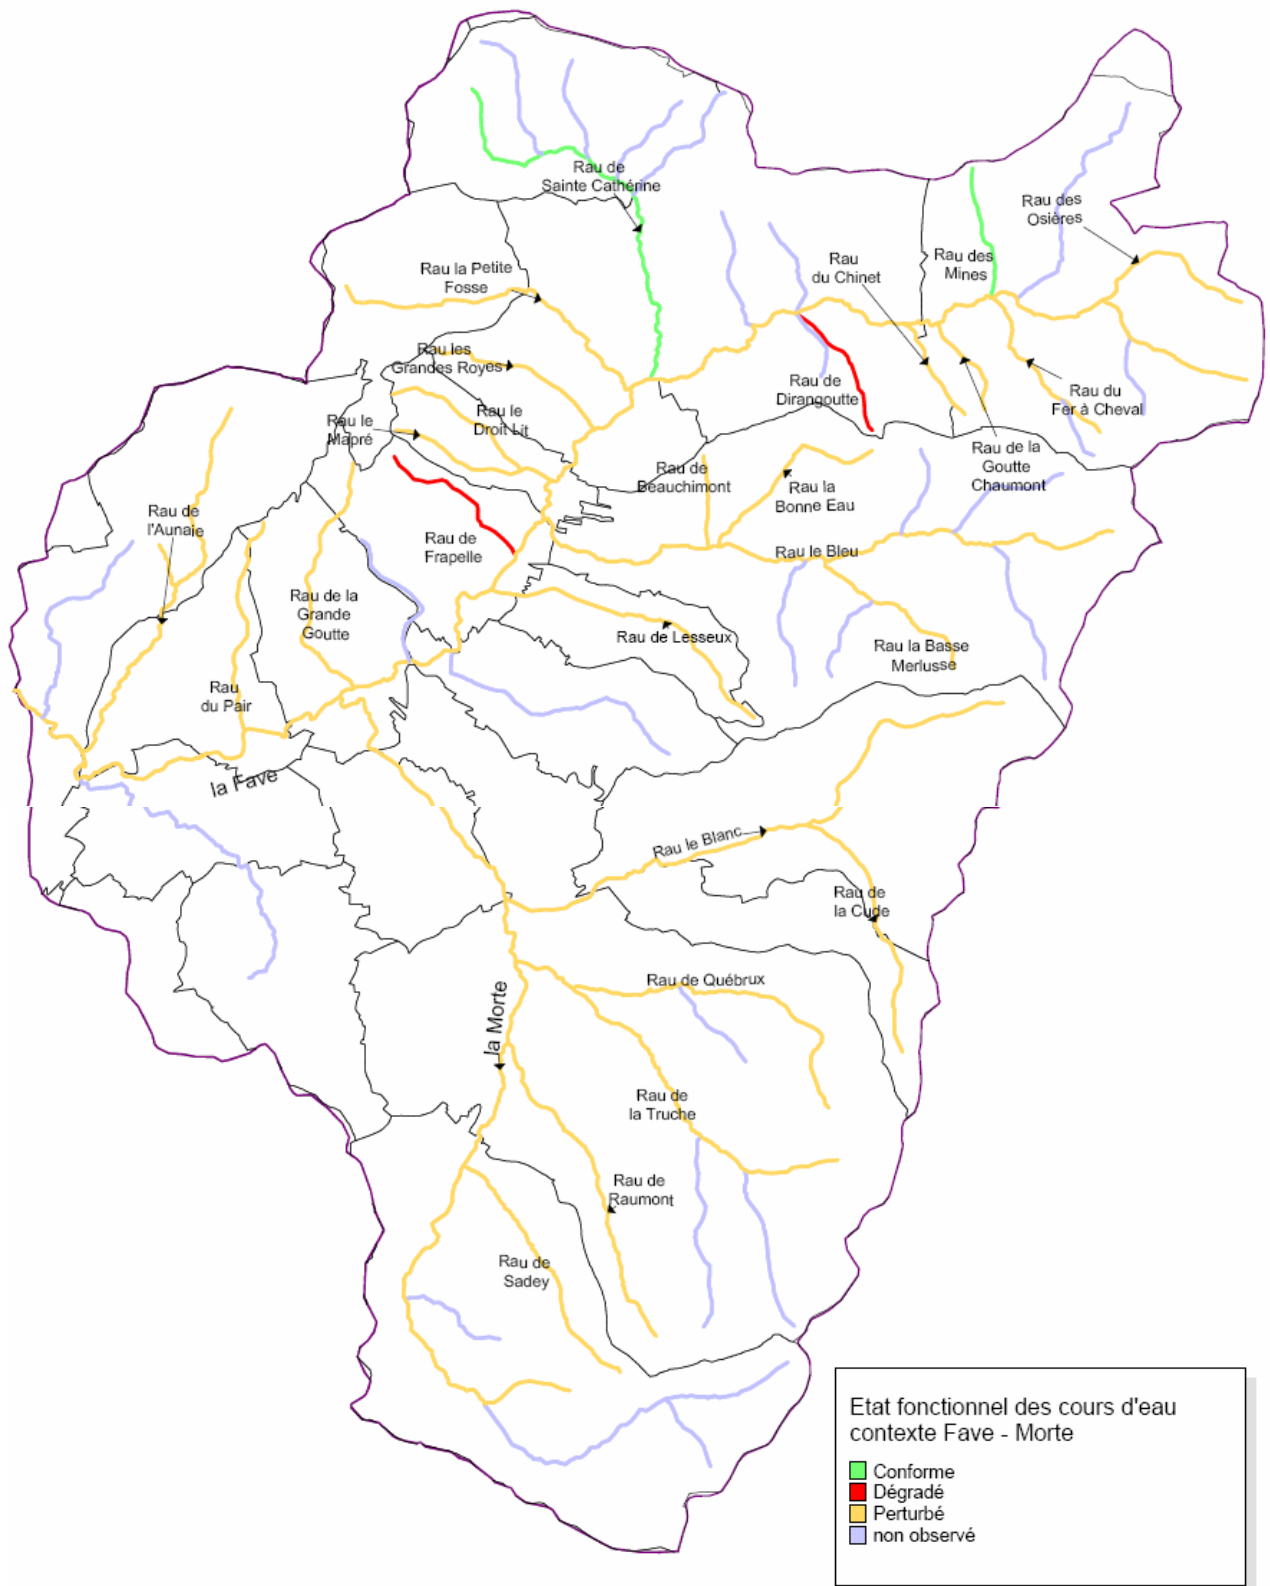 Rau de
Sainte Cathérine
Rau des
Osières
Rau la Petite
Fosse
Rau
du Chinet
Rau des
Mines
Rau les
Grandes Royes
Rau de
Dirangoutte
Rau du
Fer à Cheval
Rau le
Droit Lit
Rau le
Mapré
Rau de la
Goutte
Chaumont
Rau de
Beauchimont
Rau la
Bonne Eau
Rau de
l'Aunaie
Rau de
Frapelle
Rau le Bleu
Rau de la
Grande
Goutte
Rau de Lesseux
Rau la Basse
Merlusse
Rau
du Pair
la Fave
Rau le Blanc
Rau de
la Cude
Rau de Québrux
la Morte
Rau de
la Truche
Rau de
Raumont
Rau de
Sadey
Etat fonctionnel des cours d'eau
contexte Fave - Morte
Conforme
Dégradé
Perturbé
non observé